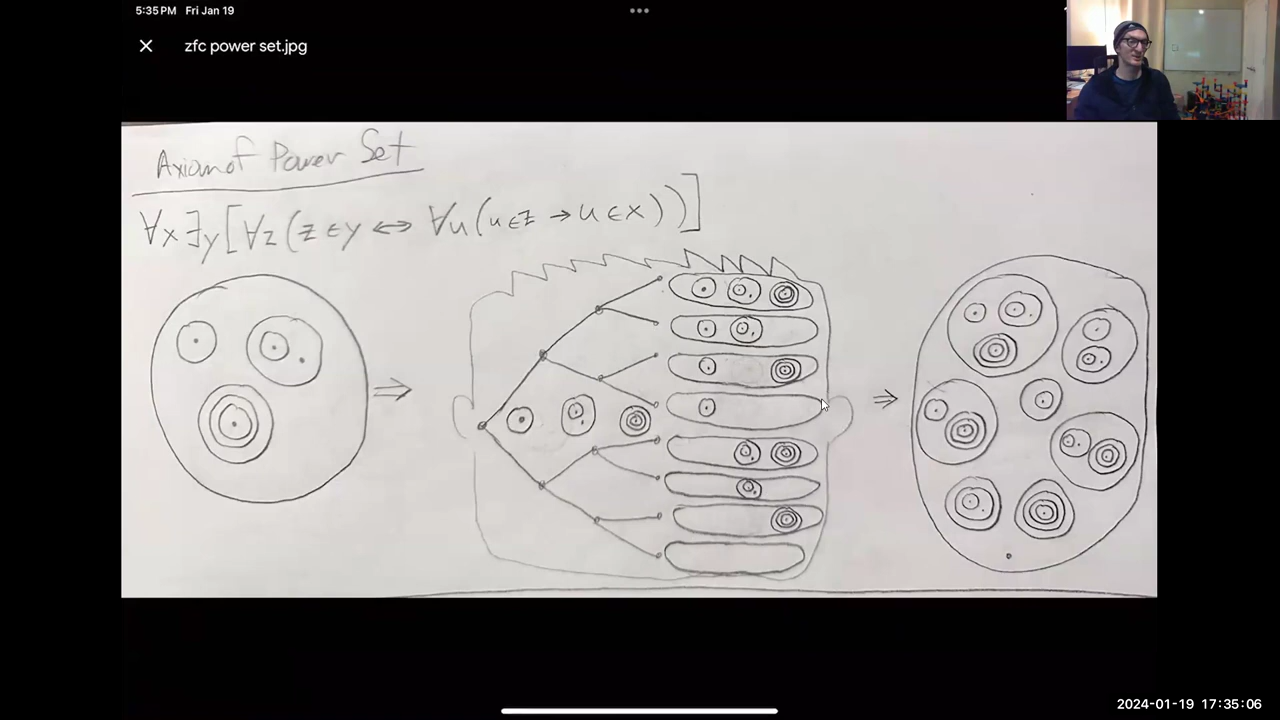 5:35 PM Fri Jan 19
zfc power set.jpg
Axiom of Power Set
∀x∃y[∀z(z∈y ↔ ∀u(u∈z → u∈x))]
2024-01-19 17:35:06